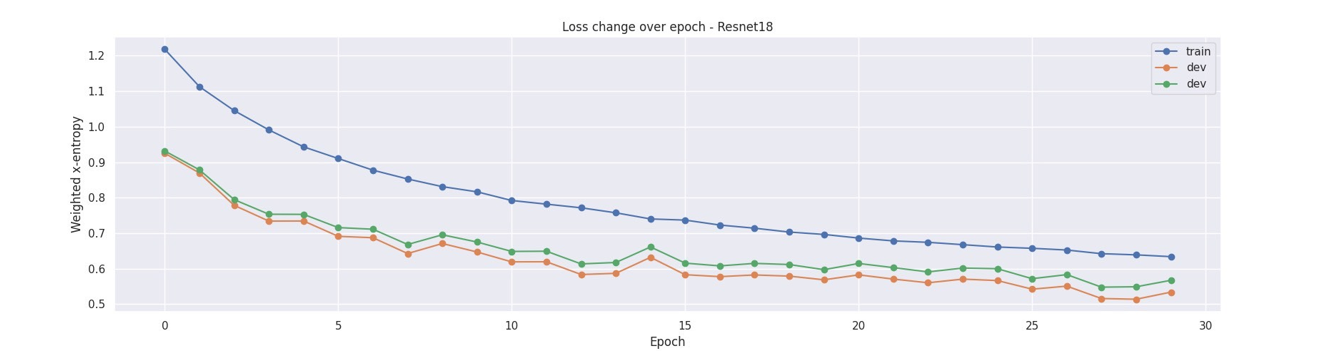 Loss change over epoch - Resnet18
train
dev
dev
Weighted x-entropy
1.2
1.1
1.0
0.9
0.8
0.7
0.6
0.5
0 5 10 15 20 25 30
Epoch